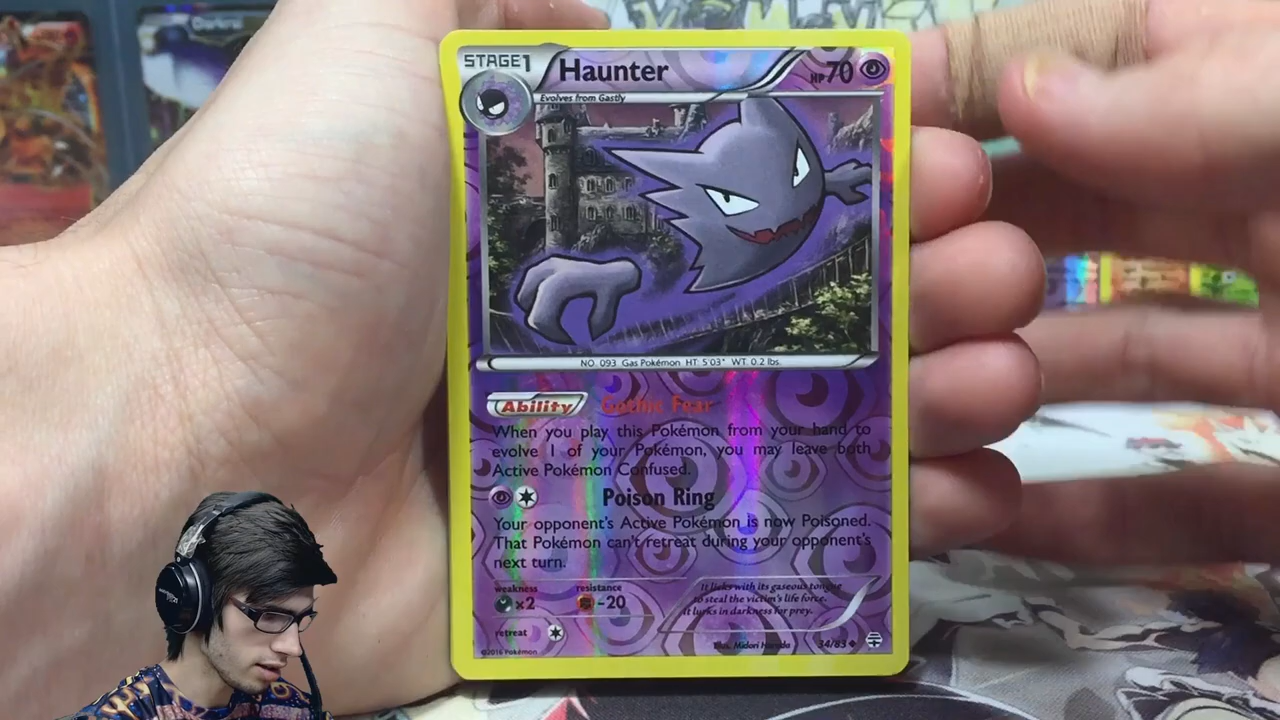 STAGE1
Haunter
HP70
Evolves from Gastly
NO. 093 Gas Pokémon HT: 5'03" WT: 0.2 lbs.
Ability Gothic Fear
When you play this Pokémon from your hand to
evolve 1 of your Pokémon, you may leave both
Active Pokémon Confused.
Poison Ring
Your opponent's Active Pokémon is now Poisoned.
That Pokémon can't retreat during your opponent's
next turn.
weakness
x2
resistance
-20
retreat
It licks with its gaseous tongue
to steal the victim's life force.
It lurks in darkness for prey.
Illus. Midori Harada
34/83
©2016 Pokémon